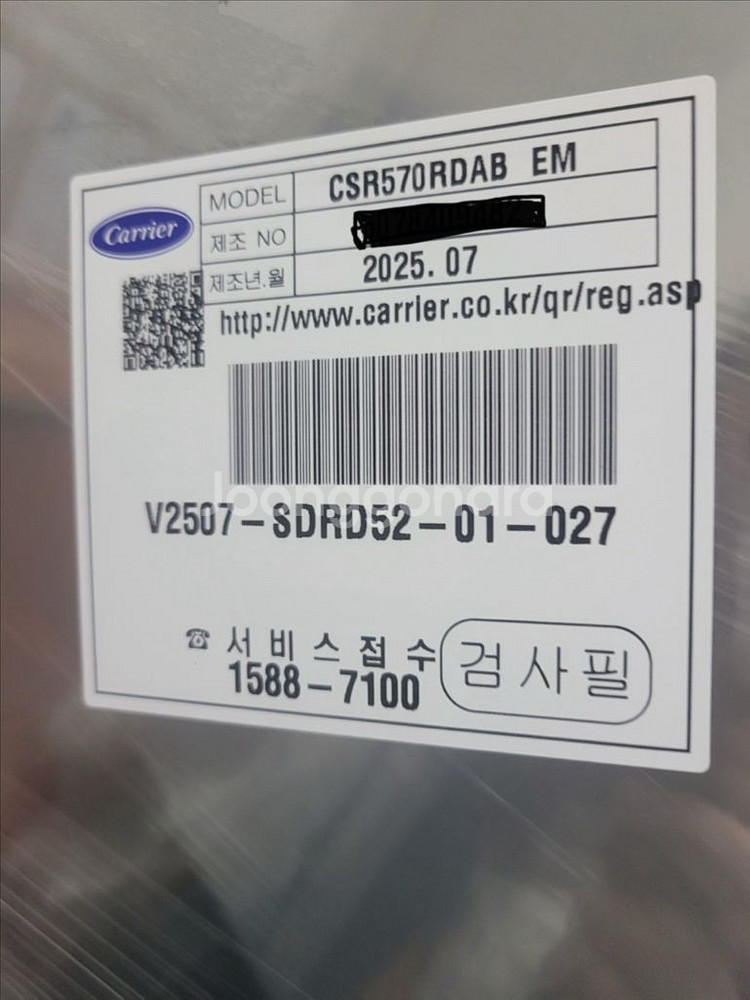 Carrier
MODEL CSR570RDAB EM
제조 NO
제조년.월 2025.07
http://www.carrier.co.kr/qr/reg.asp
joonggonara
V2507-SDRD52-01-027
☎ 서비스접수
1588-7100
검사필